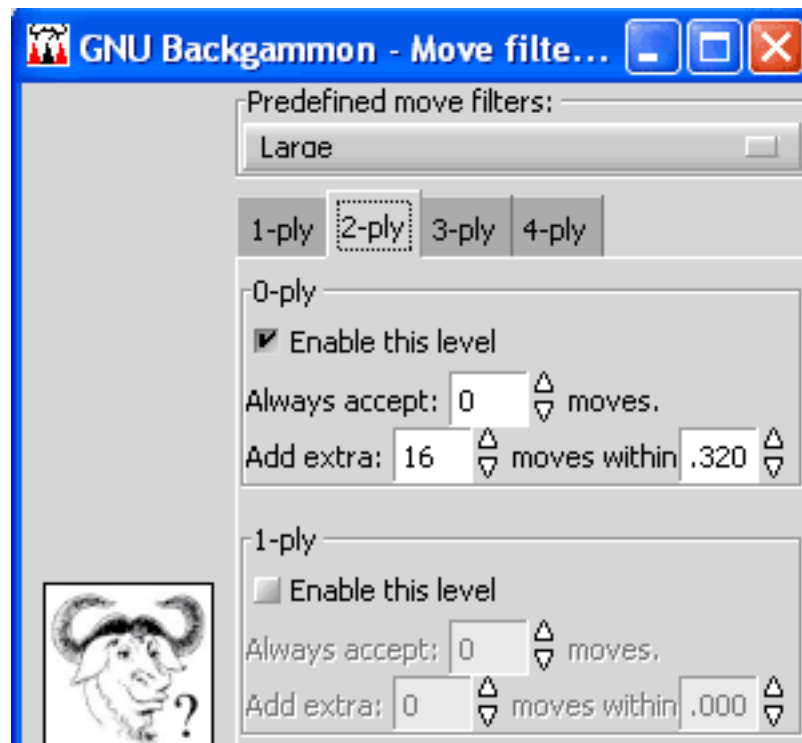 GNU Backgammon - Move filte...
Predefined move filters:
Large
1-ply 2-ply 3-ply 4-ply
0-ply
Enable this level
Always accept: 0 moves.
Add extra: 16 moves within .320
1-ply
Enable this level
Always accept: 0 moves.
Add extra: 0 moves within .000
?